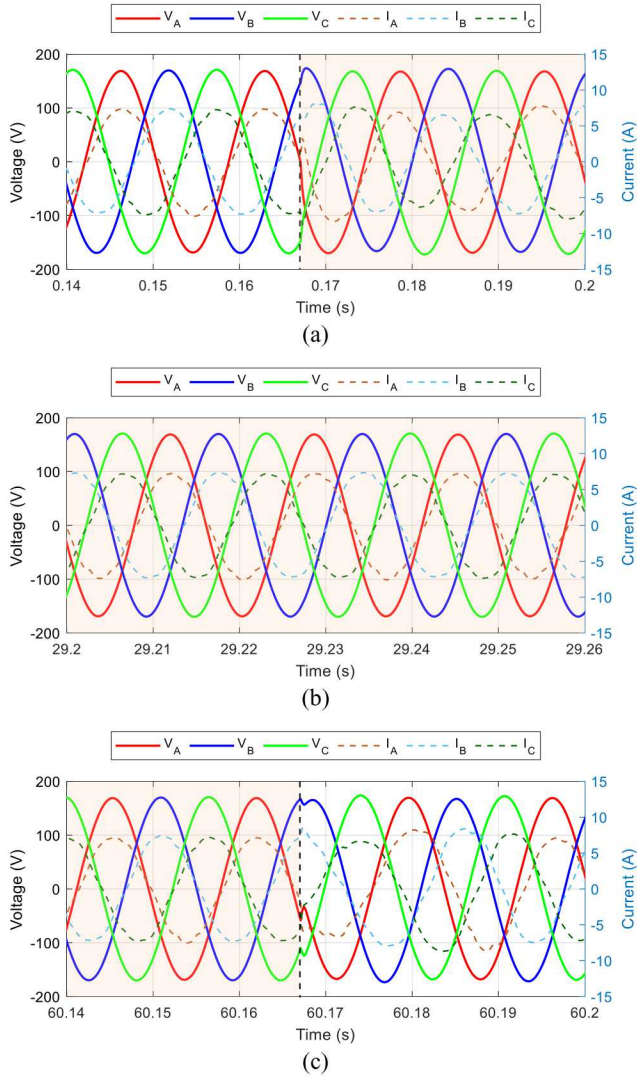 V_A V_B V_C I_A I_B I_C
200 15
10
100
5
0 0
-5
-100
-10
-200 -15
0.14 0.15 0.16 0.17 0.18 0.19 0.2
Voltage (V)
Current (A)
Time (s)
(a)
V_A V_B V_C I_A I_B I_C
200 15
10
100
5
0 0
-5
-100
-10
-200 -15
29.2 29.21 29.22 29.23 29.24 29.25 29.26
Voltage (V)
Current (A)
Time (s)
(b)
V_A V_B V_C I_A I_B I_C
200 15
10
100
5
0 0
-5
-100
-10
-200 -15
60.14 60.15 60.16 60.17 60.18 60.19 60.2
Voltage (V)
Current (A)
Time (s)
(c)